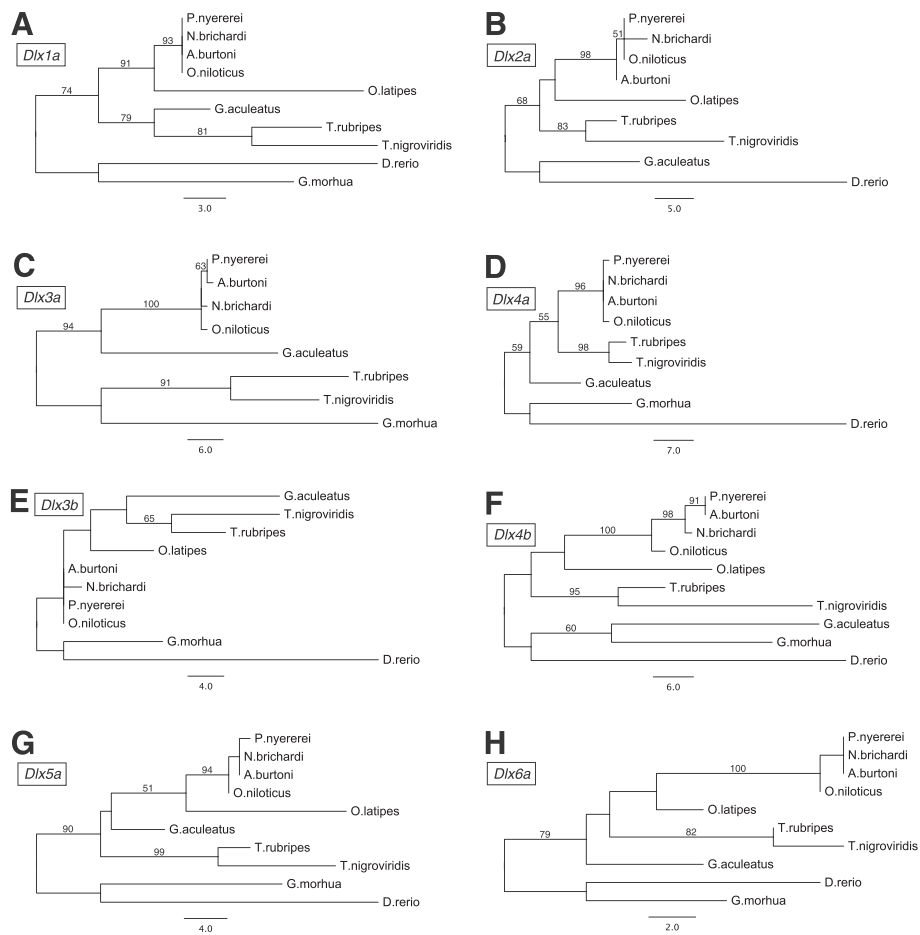 A
Dlx1a
P.nyererei
93
N.brichardi
A.burtoni
O.niloticus
91
74
O.latipes
G.aculeatus
79
T.rubripes
81
T.nigroviridis
D.rerio
G.morhua
3.0
B
Dlx2a
P.nyererei
51
N.brichardi
98
O.niloticus
A.burtoni
68
O.latipes
T.rubripes
83
T.nigroviridis
G.aculeatus
D.rerio
5.0
C
Dlx3a
P.nyererei
63
A.burtoni
100
N.brichardi
94
O.niloticus
G.aculeatus
T.rubripes
91
T.nigroviridis
G.morhua
6.0
D
Dlx4a
P.nyererei
N.brichardi
96
A.burtoni
O.niloticus
55
T.rubripes
59
98
T.nigroviridis
G.aculeatus
G.morhua
D.rerio
7.0
E
Dlx3b
G.aculeatus
T.nigroviridis
65
T.rubripes
O.latipes
A.burtoni
N.brichardi
P.nyererei
O.niloticus
G.morhua
D.rerio
4.0
F
Dlx4b
P.nyererei
91
A.burtoni
98
N.brichardi
100
O.niloticus
O.latipes
T.rubripes
95
T.nigroviridis
G.aculeatus
60
G.morhua
D.rerio
6.0
G
Dlx5a
P.nyererei
N.brichardi
94
A.burtoni
O.niloticus
51
O.latipes
90
G.aculeatus
T.rubripes
99
T.nigroviridis
G.morhua
D.rerio
4.0
H
Dlx6a
P.nyererei
N.brichardi
100
A.burtoni
O.niloticus
O.latipes
T.rubripes
82
79
T.nigroviridis
G.aculeatus
D.rerio
G.morhua
2.0